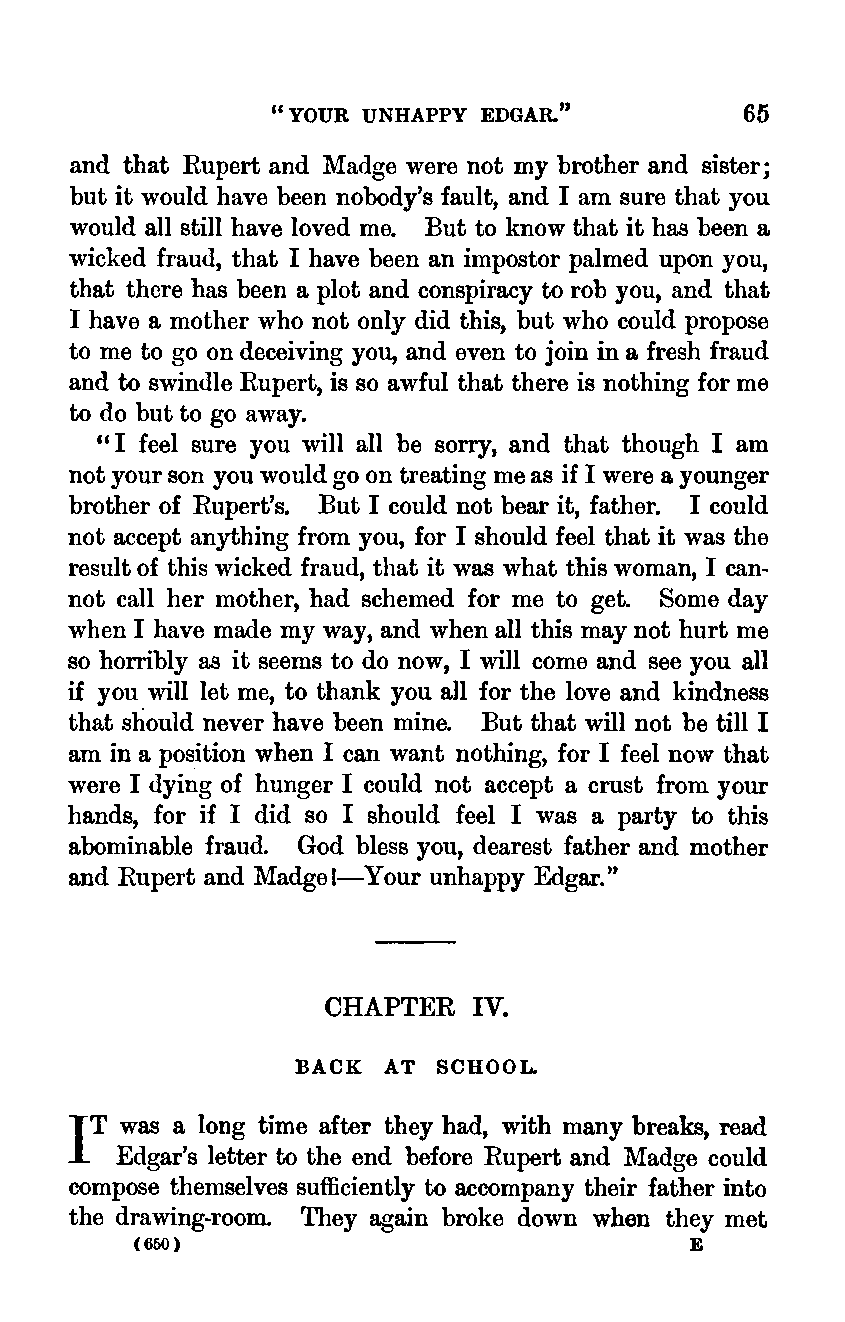 "YOUR UNHAPPY EDGAR." 65
and that Rupert and Madge were not my brother and sister;
but it would have been nobody's fault, and I am sure that you
would all still have loved me. But to know that it has been a
wicked fraud, that I have been an impostor palmed upon you,
that there has been a plot and conspiracy to rob you, and that
I have a mother who not only did this, but who could propose
to me to go on deceiving you, and even to join in a fresh fraud
and to swindle Rupert, is so awful that there is nothing for me
to do but to go away.
"I feel sure you will all be sorry, and that though I am
not your son you would go on treating me as if I were a younger
brother of Rupert's. But I could not bear it, father. I could
not accept anything from you, for I should feel that it was the
result of this wicked fraud, that it was what this woman, I can-
not call her mother, had schemed for me to get. Some day
when I have made my way, and when all this may not hurt me
so horribly as it seems to do now, I will come and see you all
if you will let me, to thank you all for the love and kindness
that should never have been mine. But that will not be till I
am in a position when I can want nothing, for I feel now that
were I dying of hunger I could not accept a crust from your
hands, for if I did so I should feel I was a party to this
abominable fraud. God bless you, dearest father and mother
and Rupert and Madge!—Your unhappy Edgar."
CHAPTER IV.
BACK AT SCHOOL.
IT was a long time after they had, with many breaks, read
Edgar's letter to the end before Rupert and Madge could
compose themselves sufficiently to accompany their father into
the drawing-room. They again broke down when they met
(650) E